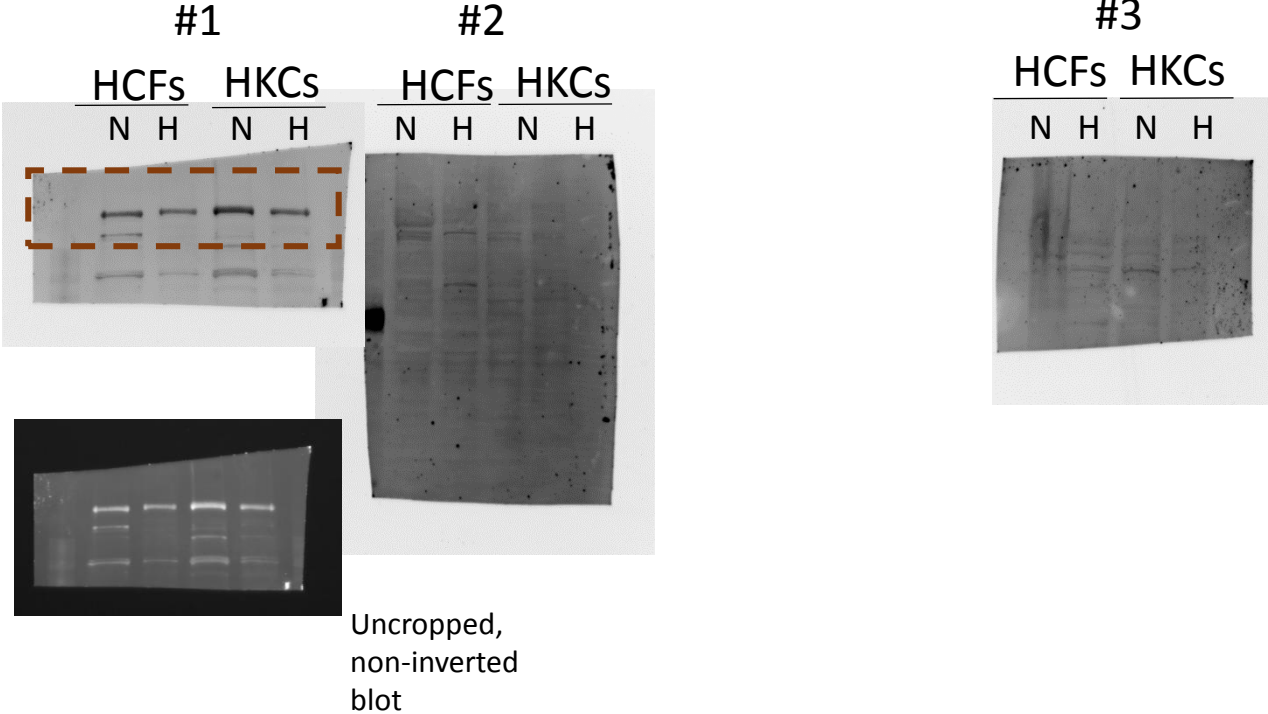 #1
#2
#3
HCFs HKCs
HCFs HKCs
HCFs HKCs
N H N H
N H N H
N H N H
Uncropped,
non-inverted
blot